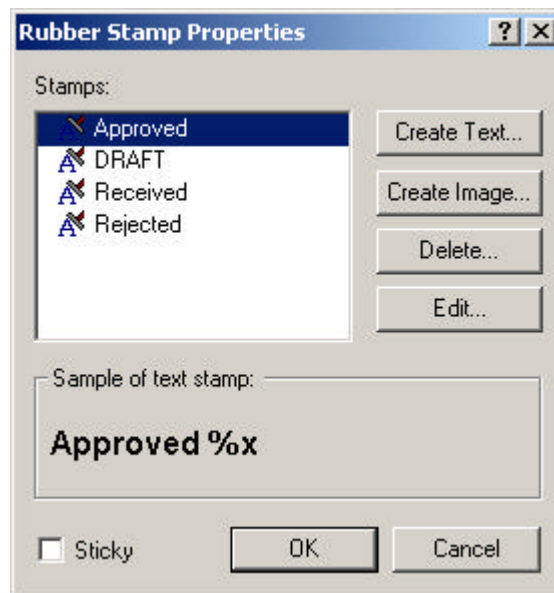 Rubber Stamp Properties
Stamps:
Approved
DRAFT
Received
Rejected
Create Text...
Create Image...
Delete...
Edit...
Sample of text stamp:
Approved %x
Sticky
OK
Cancel